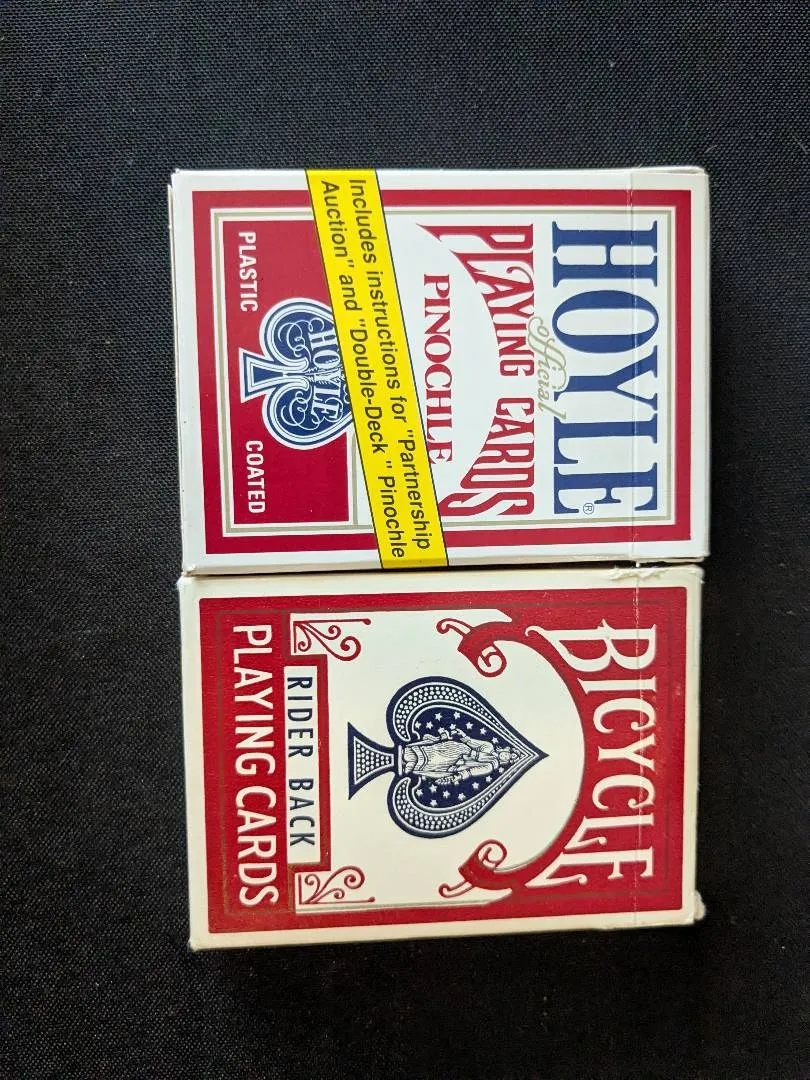 HOYLE®
official
PLAYING CARDS
PINOCHLE
Includes instructions for "Partnership
Auction" and "Double-Deck " Pinochle
HOYLE
PLASTIC COATED
BICYCLE
RIDER BACK
PLAYING CARDS